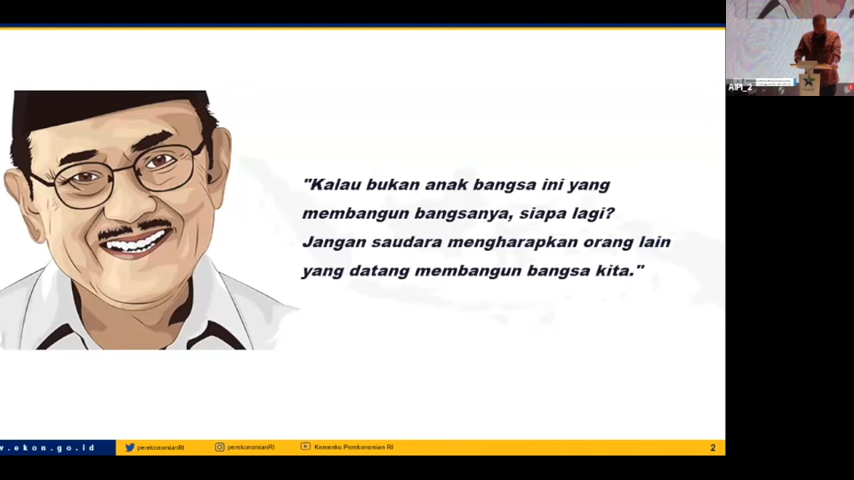 "Kalau bukan anak bangsa ini yang
membangun bangsanya, siapa lagi?
Jangan saudara mengharapkan orang lain
yang datang membangun bangsa kita."
w.ekon.go.id
perekonomianRI
perekonomianRI
Kemenko Perekonomian RI
2
AIPI_2